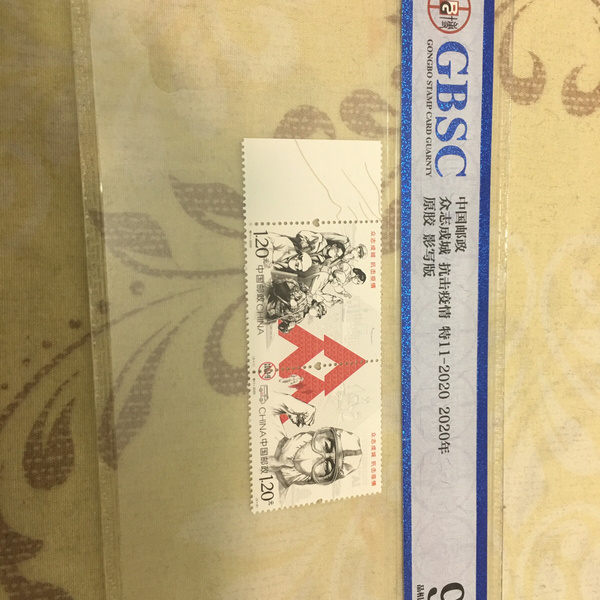 GBSC
GONGBO STAMP CARD GUARNTY
中国邮政
众志成城 抗击疫情 特11-2020 2020年
原胶 影写版
众志成城 抗击疫情
1.20元
中国邮政 CHINA
众志成城 抗击疫情
CHINA 中国邮政
1.20元